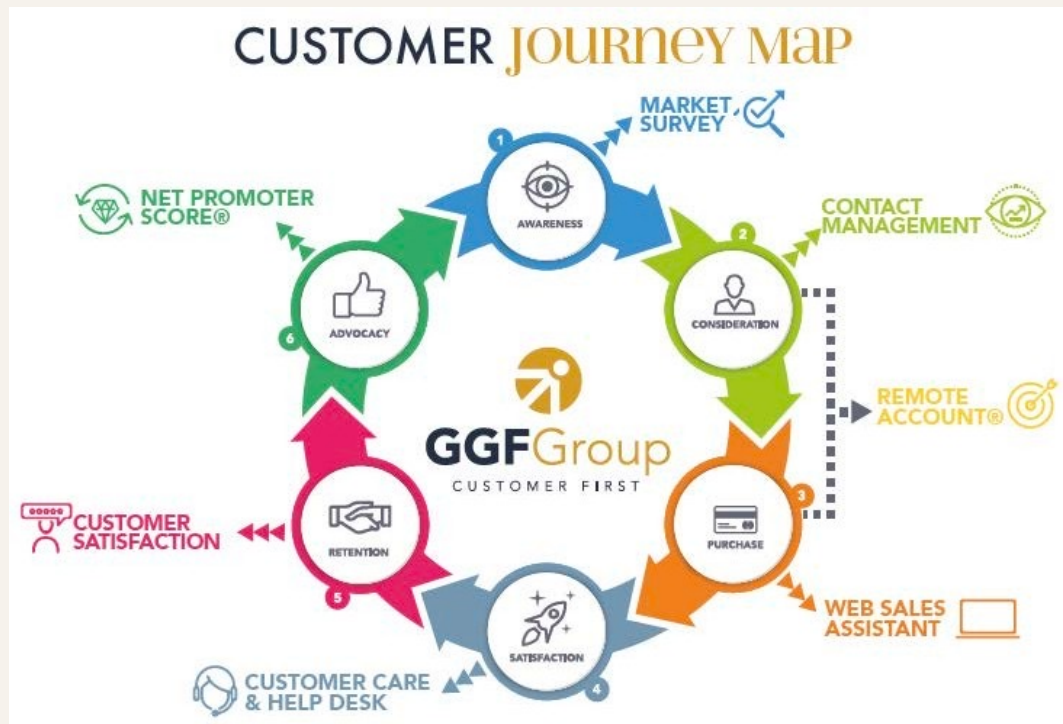 CUSTOMER JOURNEY MAP
1
AWARENESS
MARKET
SURVEY
2
CONSIDERATION
CONTACT
MANAGEMENT
REMOTE
ACCOUNT®
3
PURCHASE
WEB SALES
ASSISTANT
4
SATISFACTION
CUSTOMER CARE
& HELP DESK
5
RETENTION
CUSTOMER
SATISFACTION
6
ADVOCACY
NET PROMOTER
SCORE®
GGFGroup
CUSTOMER FIRST